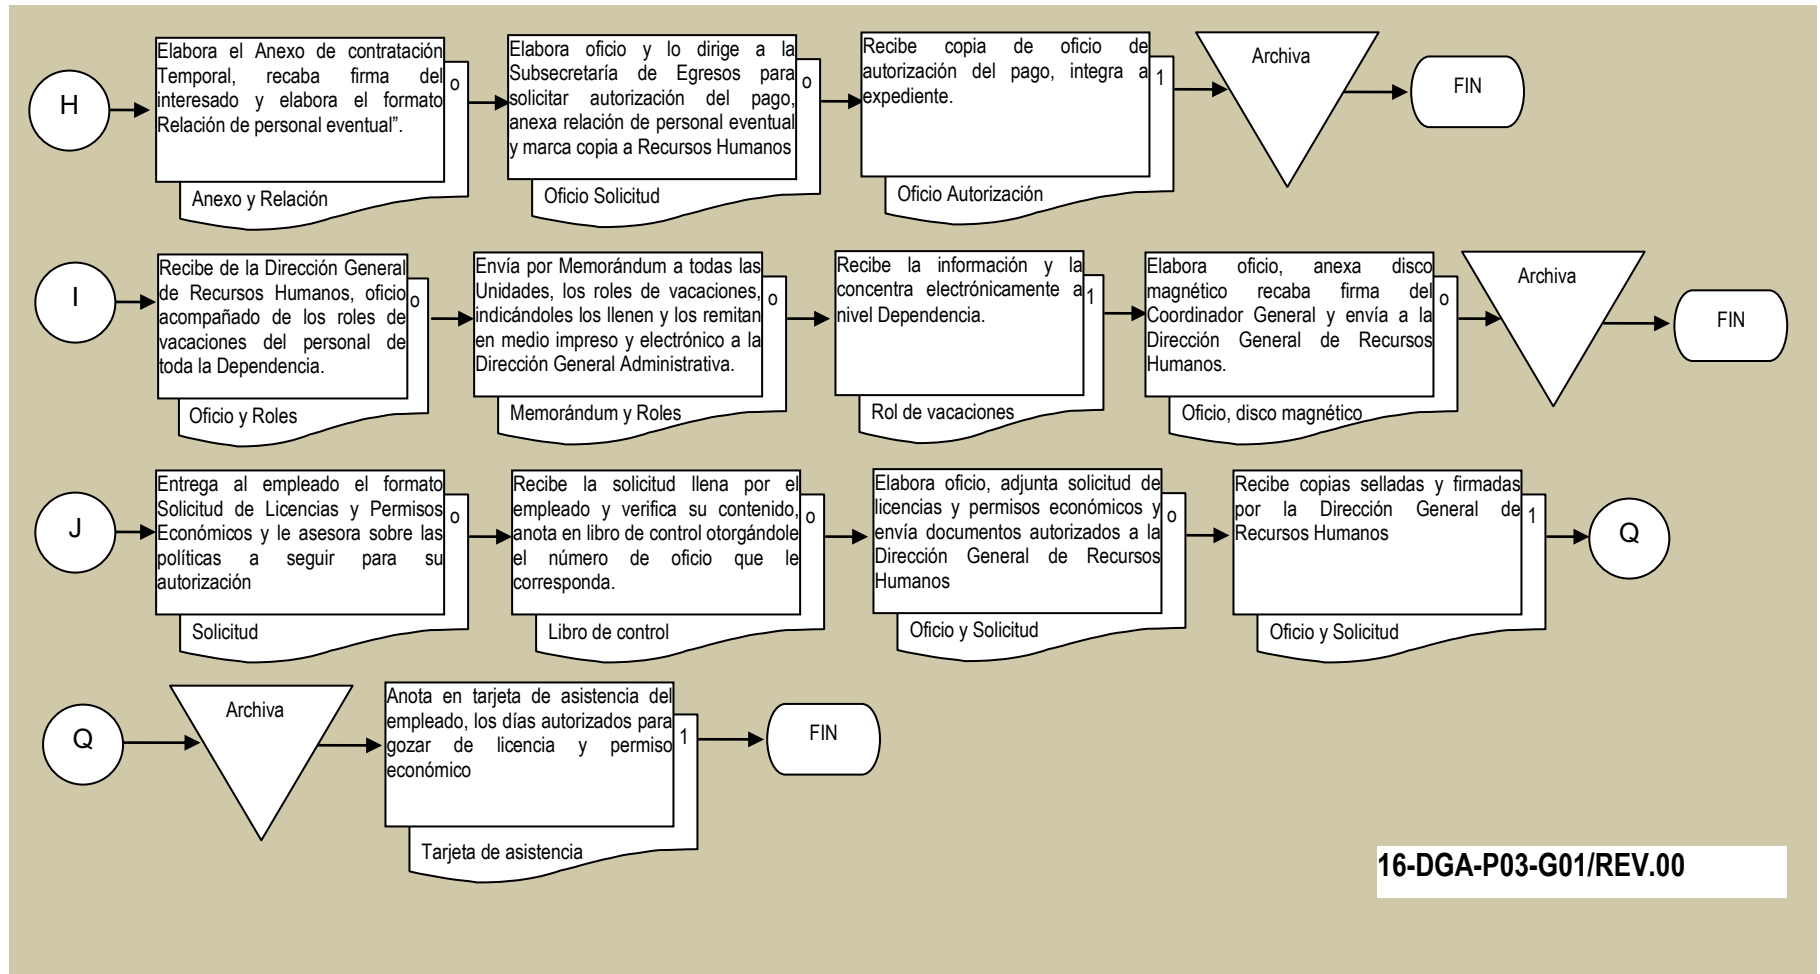 H
Elabora el Anexo de contratación
Temporal, recaba firma del
interesado y elabora el formato
Relación de personal eventual”.
o
Anexo y Relación
Elabora oficio y lo dirige a la
Subsecretaría de Egresos para
solicitar autorización del pago,
anexa relación de personal eventual
y marca copia a Recursos Humanos
o
Oficio Solicitud
Recibe copia de oficio de
autorización del pago, integra a
expediente.
1
Oficio Autorización
Archiva
FIN
I
Recibe de la Dirección General
de Recursos Humanos, oficio
acompañado de los roles de
vacaciones del personal de
toda la Dependencia.
o
Oficio y Roles
Envía por Memorándum a todas las
Unidades, los roles de vacaciones,
indicándoles los llenen y los remitan
en medio impreso y electrónico a la
Dirección General Administrativa.
o
Memorándum y Roles
Recibe la información y la
concentra electrónicamente a
nivel Dependencia.
1
Rol de vacaciones
Elabora oficio, anexa disco
magnético recaba firma del
Coordinador General y envía a la
Dirección General de Recursos
Humanos.
o
Oficio, disco magnético
Archiva
FIN
J
Entrega al empleado el formato
Solicitud de Licencias y Permisos
Económicos y le asesora sobre las
políticas a seguir para su
autorización
o
Solicitud
Recibe la solicitud llena por el
empleado y verifica su contenido,
anota en libro de control otorgándole
el número de oficio que le
corresponda.
o
Libro de control
Elabora oficio, adjunta solicitud de
licencias y permisos económicos y
envía documentos autorizados a la
Dirección General de Recursos
Humanos
o
Oficio y Solicitud
Recibe copias selladas y firmadas
por la Dirección General de
Recursos Humanos
1
Oficio y Solicitud
Q
Q
Archiva
Anota en tarjeta de asistencia del
empleado, los días autorizados para
gozar de licencia y permiso
económico
1
Tarjeta de asistencia
FIN
16-DGA-P03-G01/REV.00